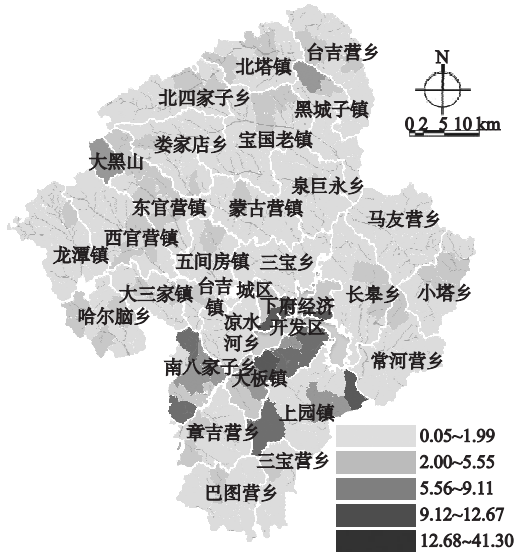 台吉营乡
北塔镇
N
北四家子乡
黑城子镇
0 2 5 10 km
娄家店乡
宝国老镇
大黑山
泉巨永乡
东官营镇
蒙古营镇
马友营乡
西官营镇
龙潭镇
五间房镇
三宝乡
台吉
镇
城区
大三家镇
下府经济
开发区
长皋乡
小塔乡
哈尔脑乡
凉水
河乡
常河营乡
南八家子乡
大板镇
上园镇
章吉营乡
三宝营乡
巴图营乡
0.05~1.99
2.00~5.55
5.56~9.11
9.12~12.67
12.68~41.30